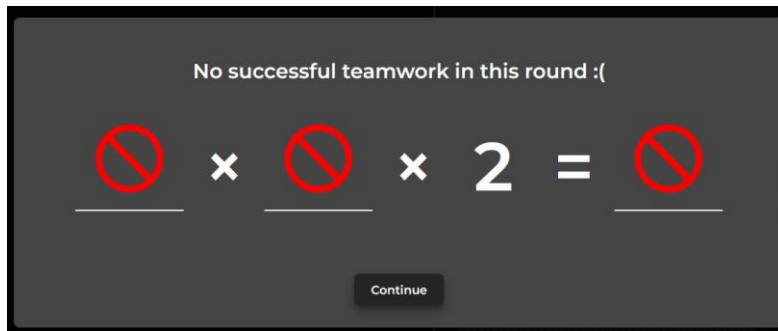 No successful teamwork in this round :(
× × 2 =
Continue